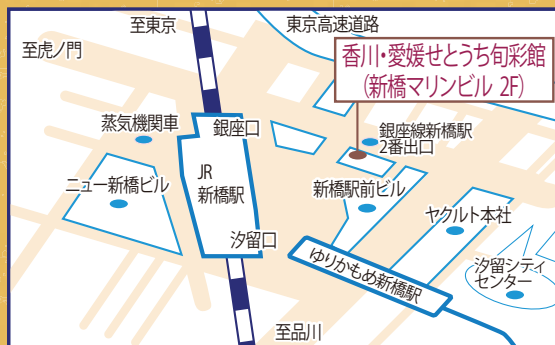 至東京
東京高速道路
至虎ノ門
香川・愛媛せとうち旬彩館
(新橋マリンビル 2F)
蒸気機関車
銀座口
銀座線新橋駅
2番出口
JR
新橋駅
ニュー新橋ビル
新橋駅前ビル
ヤクルト本社
汐留口
ゆりかもめ新橋駅
汐留シティ
センター
至品川